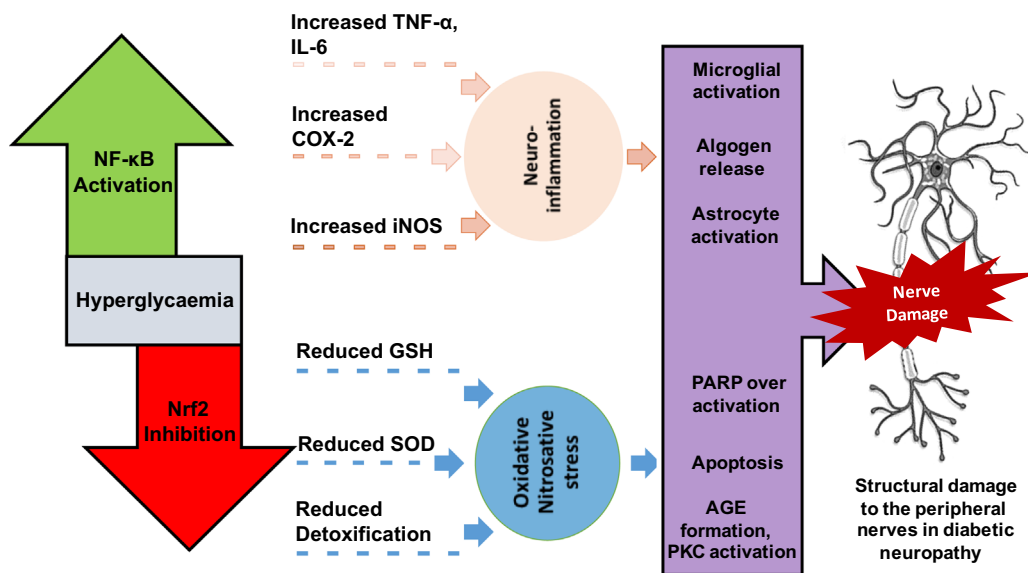 NF-κB
Activation
Hyperglycaemia
Nrf2
Inhibition
Increased TNF-α,
IL-6
Increased
COX-2
Increased iNOS
Reduced GSH
Reduced SOD
Reduced
Detoxification
Neuro-
inflammation
Oxidative
Nitrosative
stress
Microglial
activation
Algogen
release
Astrocyte
activation
PARP over
activation
Apoptosis
AGE
formation,
PKC activation
Nerve
Damage
Structural damage
to the peripheral
nerves in diabetic
neuropathy